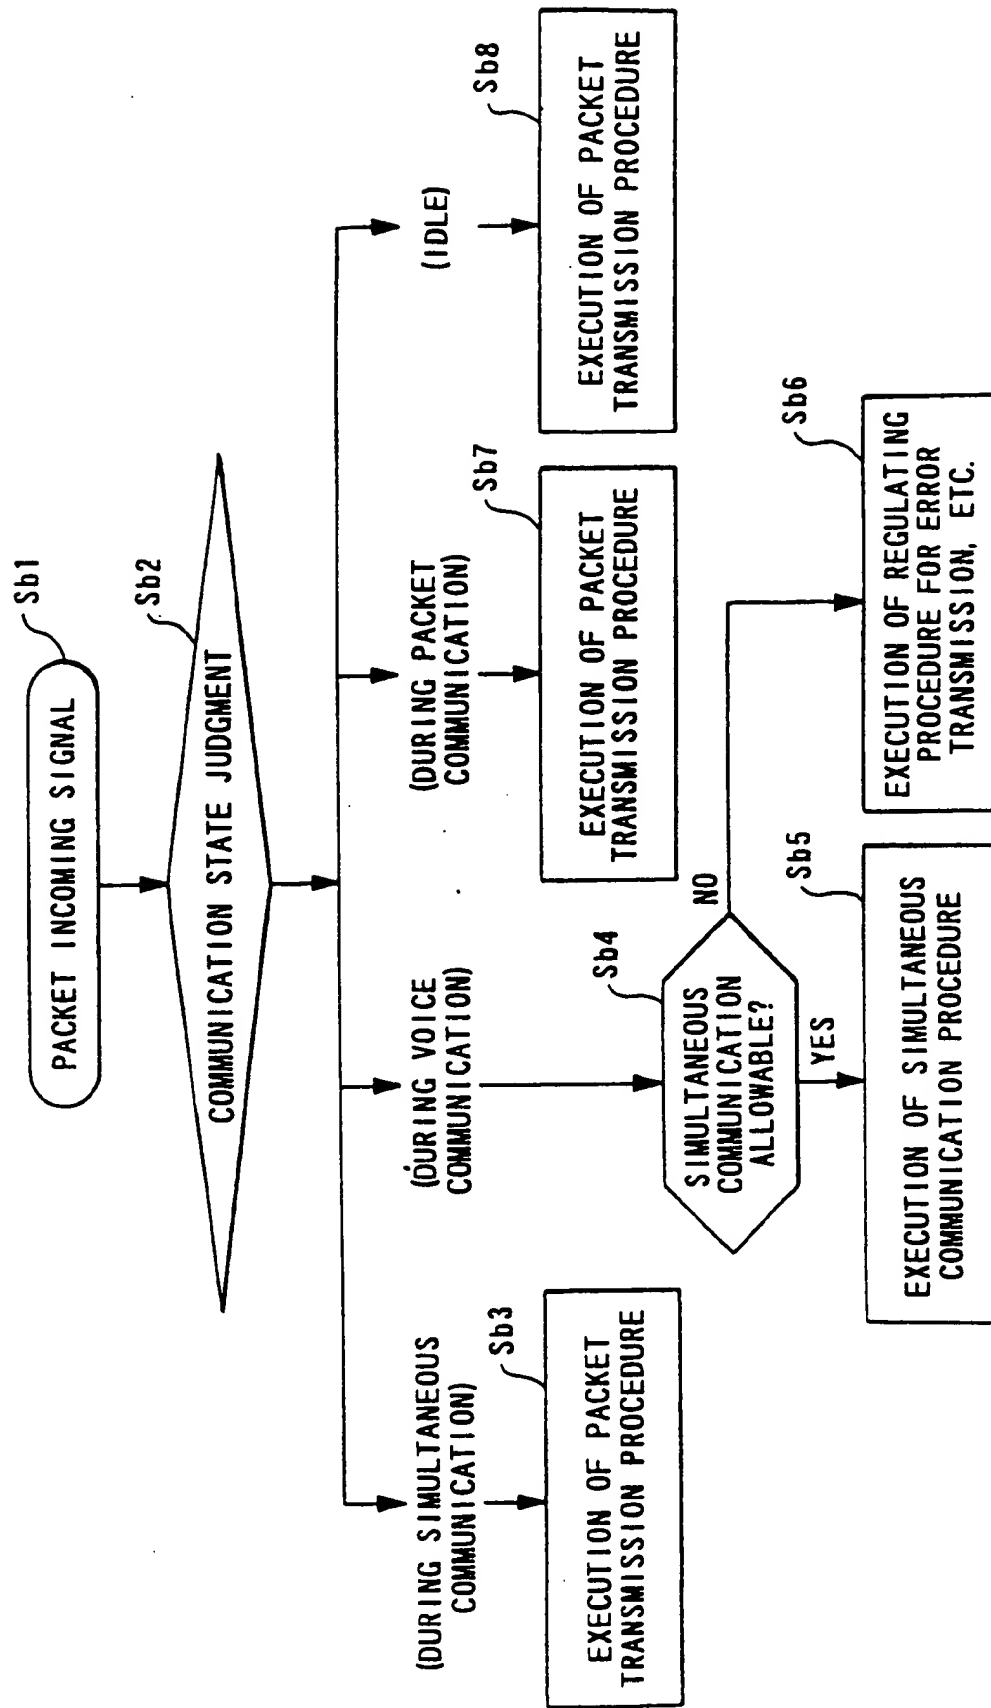 PACKET INCOMING SIGNAL
Sb1
COMMUNICATION STATE JUDGMENT
Sb2
(DURING SIMULTANEOUS
COMMUNICATION)
(DURING VOICE
COMMUNICATION)
(DURING PACKET
COMMUNICATION)
(IDLE)
Sb3
EXECUTION OF PACKET
TRANSMISSION PROCEDURE
Sb4
SIMULTANEOUS
COMMUNICATION
ALLOWABLE?
NO
YES
Sb7
EXECUTION OF PACKET
TRANSMISSION PROCEDURE
Sb8
EXECUTION OF PACKET
TRANSMISSION PROCEDURE
Sb5
EXECUTION OF SIMULTANEOUS
COMMUNICATION PROCEDURE
Sb6
EXECUTION OF REGULATING
PROCEDURE FOR ERROR
TRANSMISSION, ETC.